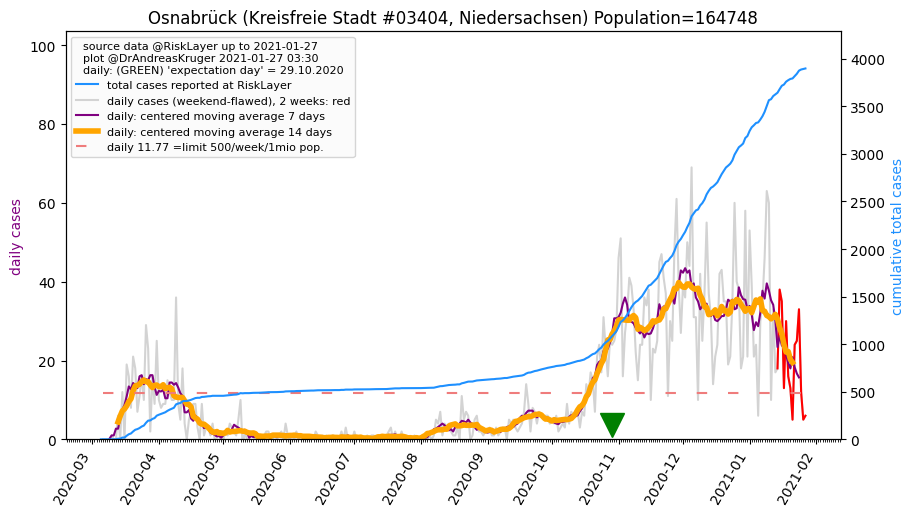 Osnabrück (Kreisfreie Stadt #03404, Niedersachsen) Population=164748
source data @RiskLayer up to 2021-01-27
plot @DrAndreasKruger 2021-01-27 03:30
daily: (GREEN) 'expectation day' = 29.10.2020
total cases reported at RiskLayer
daily cases (weekend-flawed), 2 weeks: red
daily: centered moving average 7 days
daily: centered moving average 14 days
daily 11.77 =limit 500/week/1mio pop.
daily cases
100
80
60
40
20
0
cumulative total cases
4000
3500
3000
2500
2000
1500
1000
500
0
2020-03
2020-04
2020-05
2020-06
2020-07
2020-08
2020-09
2020-10
2020-11
2020-12
2021-01
2021-02